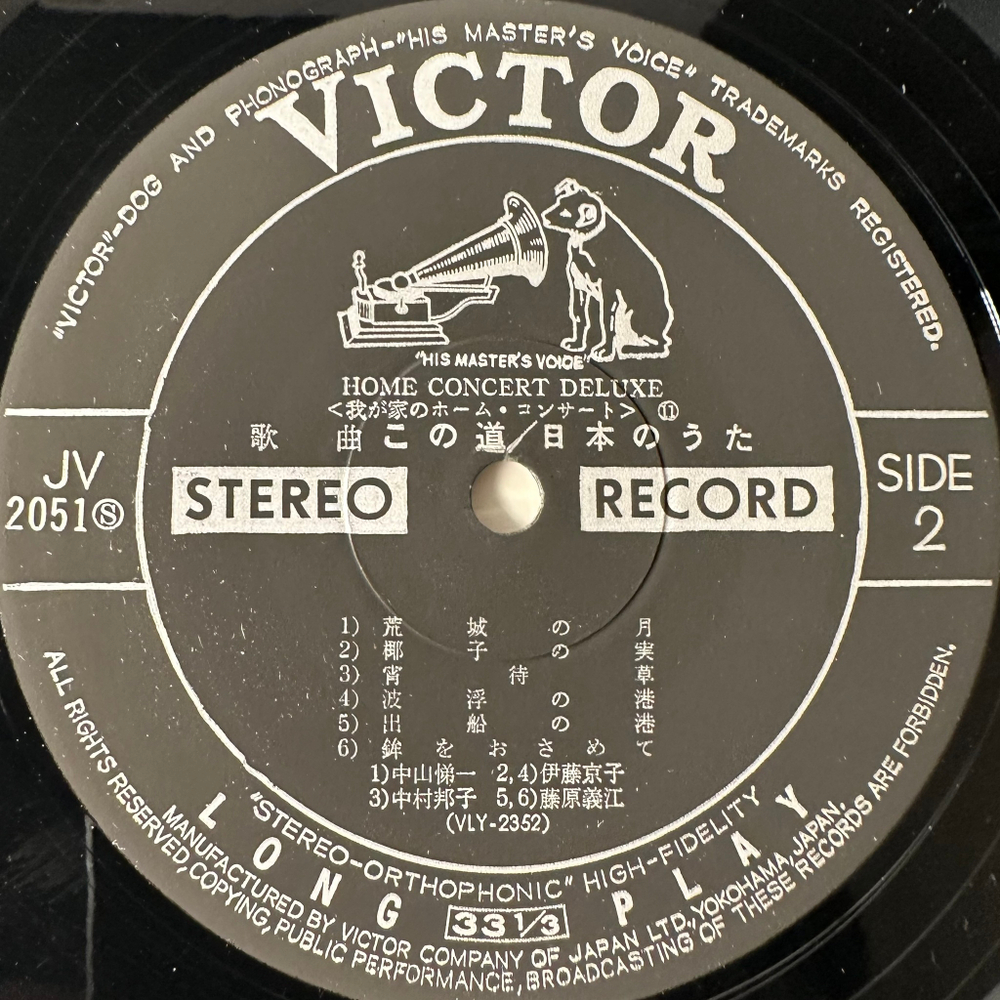 "VICTOR"–DOG AND PHONOGRAPH–"HIS MASTER'S VOICE" TRADEMARKS REGISTERED.
VICTOR
"HIS MASTER'S VOICE"
HOME CONCERT DELUXE
<我が家のホーム・コンサート> ⑪
歌曲 この道/日本のうた
JV
2051Ⓢ
STEREO RECORD
SIDE
2
1) 荒城の月
2) 椰子の実
3) 宵待草
4) 波浮の港
5) 出船の港
6) 鉾をおさめて
1)中山悌一 2,4)伊藤京子
3)中村邦子 5,6)藤原義江
(VLY-2352)
"STEREO–ORTHOPHONIC" HIGH–FIDELITY
LONG 33 1/3 PLAY
MANUFACTURED BY VICTOR COMPANY OF JAPAN LTD. YOKOHAMA, JAPAN.
ALL RIGHTS RESERVED, COPYING, PUBLIC PERFORMANCE, BROADCASTING OF THESE RECORDS ARE FORBIDDEN.